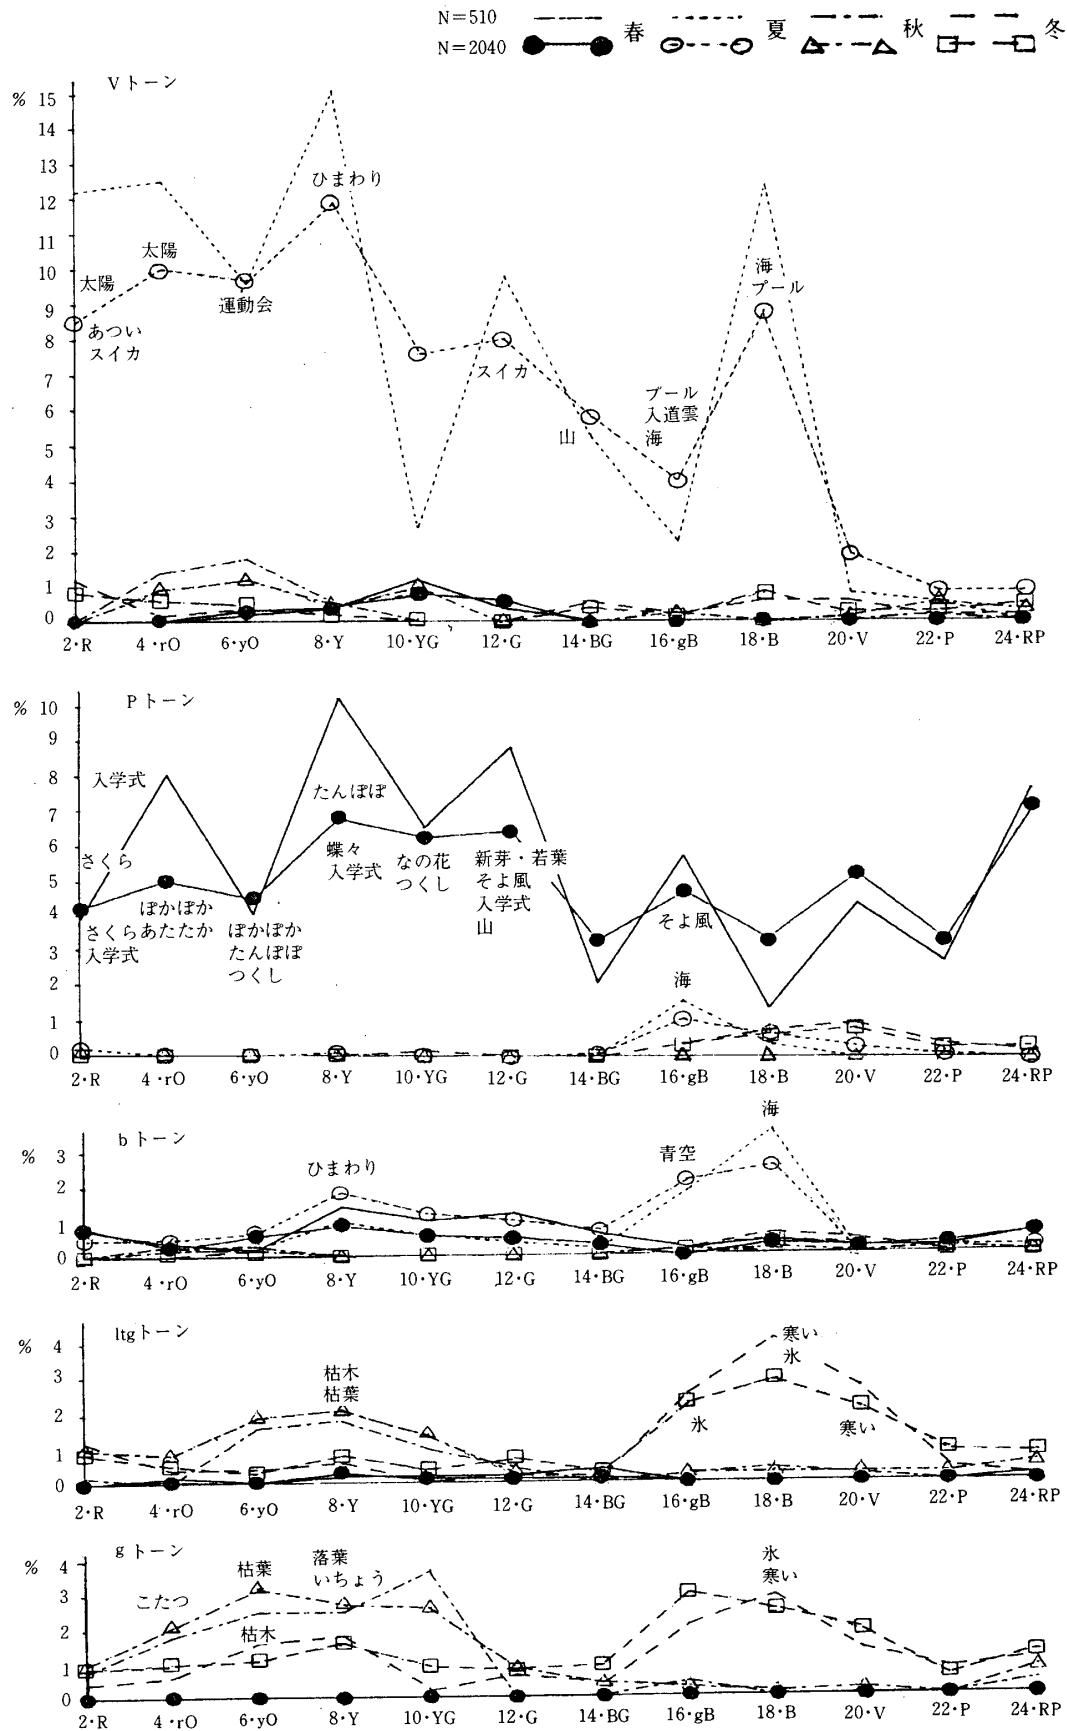 N=510 春 夏 秋 冬
N=2040
Vトーン
%
15
14
13
12
11
10
9
8
7
6
5
4
3
2
1
0
ひまわり
太陽
太陽
運動会
あつい
スイカ
スイカ
山
プール
入道雲
海
海
プール
2・R 4・rO 6・yO 8・Y 10・YG 12・G 14・BG 16・gB 18・B 20・V 22・P 24・RP
Pトーン
%
10
9
8
7
6
5
4
3
2
1
0
入学式
さくら
さくら
入学式
ぽかぽか
あたたか
ぽかぽか
たんぽぽ
つくし
たんぽぽ
蝶々
入学式
なの花
つくし
新芽・若葉
そよ風
入学式
山
そよ風
海
2・R 4・rO 6・yO 8・Y 10・YG 12・G 14・BG 16・gB 18・B 20・V 22・P 24・RP
bトーン
%
3
2
1
0
ひまわり
青空
海
2・R 4・rO 6・yO 8・Y 10・YG 12・G 14・BG 16・gB 18・B 20・V 22・P 24・RP
ltgトーン
%
4
3
2
1
0
枯木
枯葉
寒い
氷
氷
寒い
2・R 4・rO 6・yO 8・Y 10・YG 12・G 14・BG 16・gB 18・B 20・V 22・P 24・RP
gトーン
%
4
3
2
1
0
こたつ
枯葉
枯木
落葉
いちょう
氷
寒い
2・R 4・rO 6・yO 8・Y 10・YG 12・G 14・BG 16・gB 18・B 20・V 22・P 24・RP